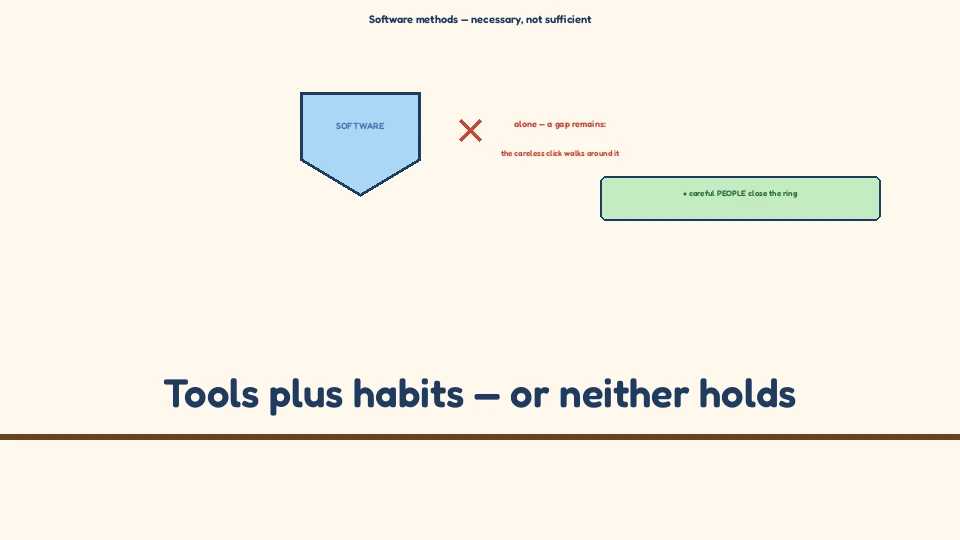 Software methods — necessary, not sufficient
SOFTWARE
alone — a gap remains:
the careless click walks around it
+ careful PEOPLE close the ring
Tools plus habits — or neither holds